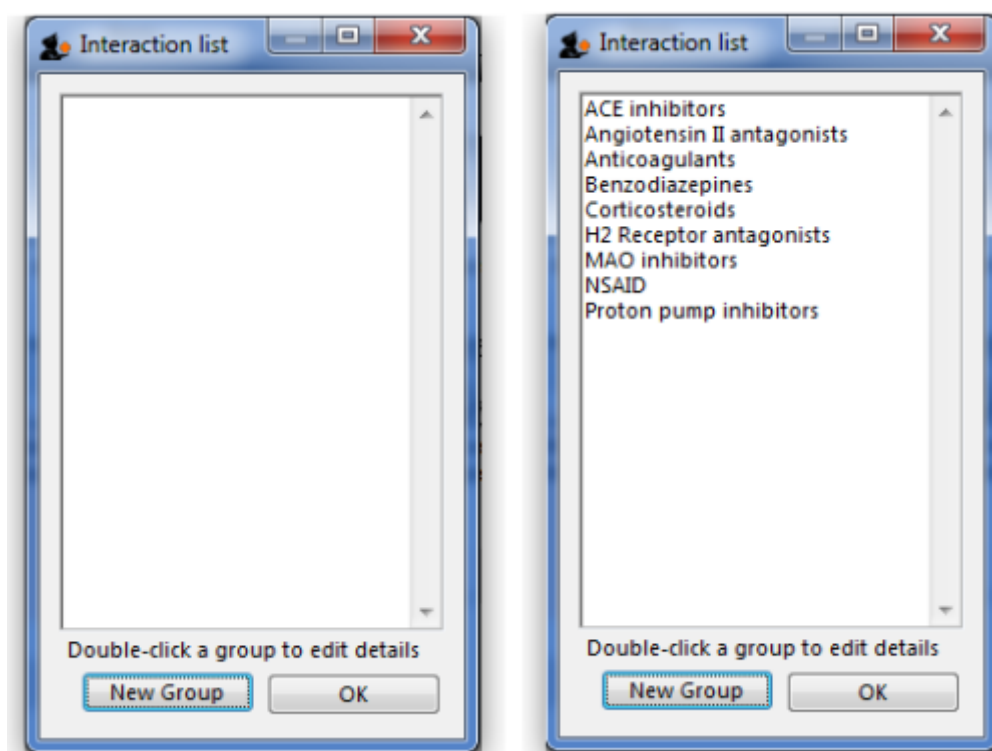 Interaction list
Double-click a group to edit details
New Group
OK
Interaction list
ACE inhibitors
Angiotensin II antagonists
Anticoagulants
Benzodiazepines
Corticosteroids
H2 Receptor antagonists
MAO inhibitors
NSAID
Proton pump inhibitors
Double-click a group to edit details
New Group
OK